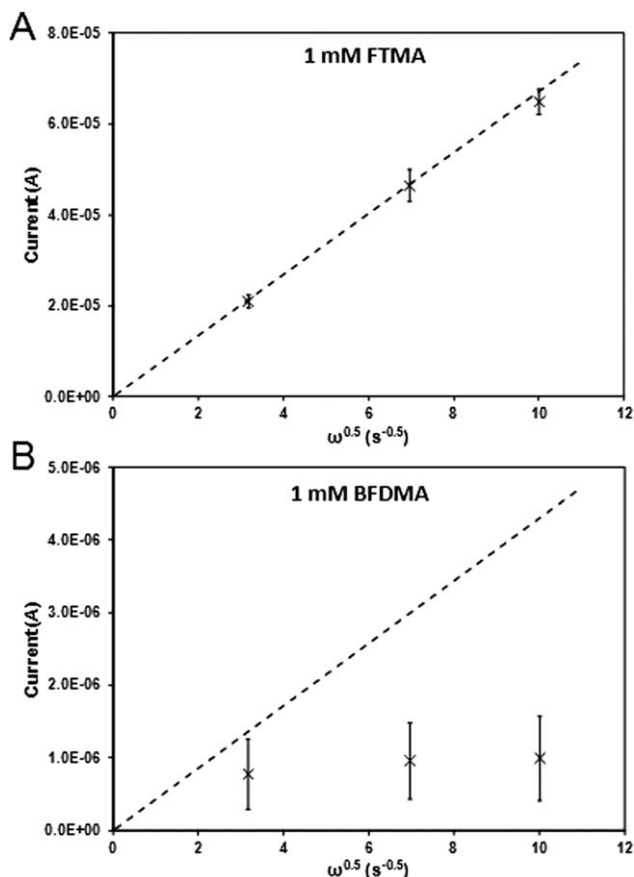 A
8.0E-05
1 mM FTMA
6.0E-05
4.0E-05
2.0E-05
0.0E+00
Current (A)
0 2 4 6 8 10 12
ω^0.5 (s^-0.5)
B
5.0E-06
1 mM BFDMA
4.0E-06
3.0E-06
2.0E-06
1.0E-06
0.0E+00
Current (A)
0 2 4 6 8 10 12
ω^0.5 (s^-0.5)